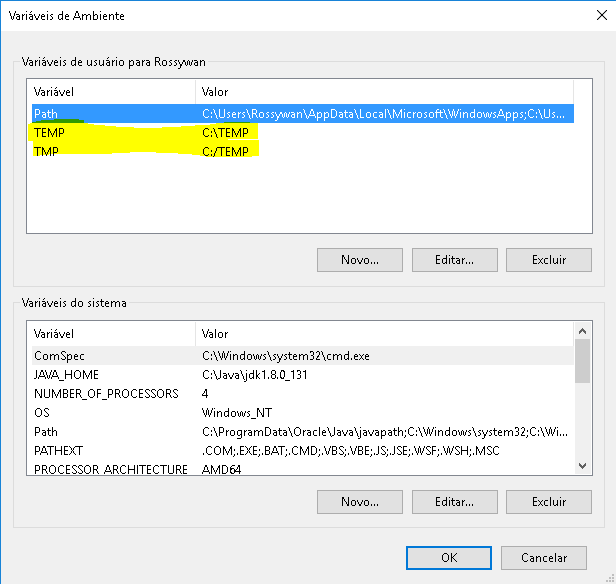 Variáveis de Ambiente
Variáveis de usuário para Rossywan
Variável Valor
Path C:\Users\Rossywan\AppData\Local\Microsoft\WindowsApps;C:\Us...
TEMP C:\TEMP
TMP C:/TEMP
Novo... Editar... Excluir
Variáveis do sistema
Variável Valor
ComSpec C:\Windows\system32\cmd.exe
JAVA_HOME C:\Java\jdk1.8.0_131
NUMBER_OF_PROCESSORS 4
OS Windows_NT
Path C:\ProgramData\Oracle\Java\javapath;C:\Windows\system32;C:\Wi...
PATHEXT .COM;.EXE;.BAT;.CMD;.VBS;.VBE;.JS;.JSE;.WSF;.WSH;.MSC
PROCESSOR_ARCHITECTURE AMD64
Novo... Editar... Excluir
OK Cancelar